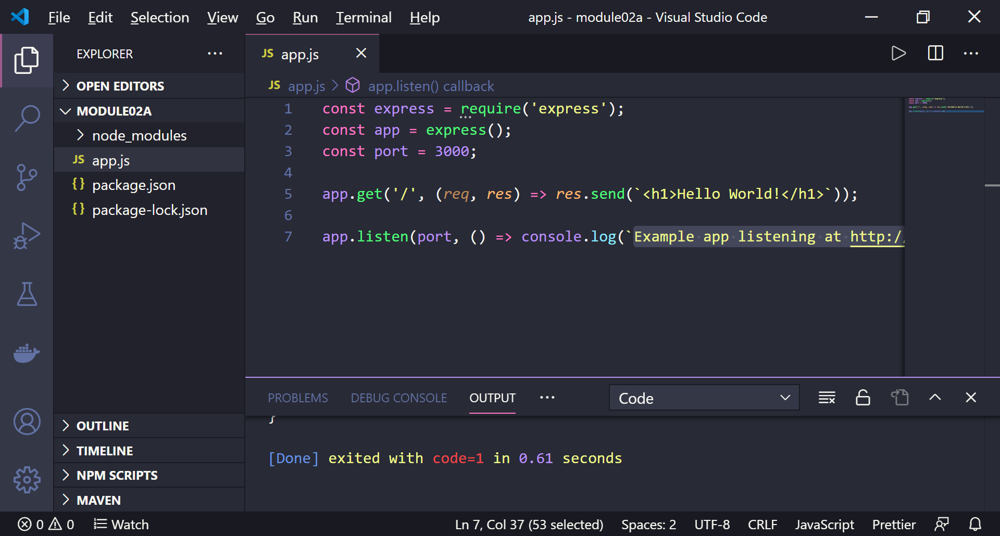 File Edit Selection View Go Run Terminal Help app.js - module02a - Visual Studio Code
EXPLORER
OPEN EDITORS
MODULE02A
node_modules
JS app.js
{} package.json
{} package-lock.json
OUTLINE
TIMELINE
NPM SCRIPTS
MAVEN
JS app.js
JS app.js > app.listen() callback
1 const express = require('express');
2 const app = express();
3 const port = 3000;
4
5 app.get('/', (req, res) => res.send(`<h1>Hello World!</h1>`));
6
7 app.listen(port, () => console.log(`Example app listening at http:/
PROBLEMS DEBUG CONSOLE OUTPUT Code
}
[Done] exited with code=1 in 0.61 seconds
0 0 Watch Ln 7, Col 37 (53 selected) Spaces: 2 UTF-8 CRLF JavaScript Prettier